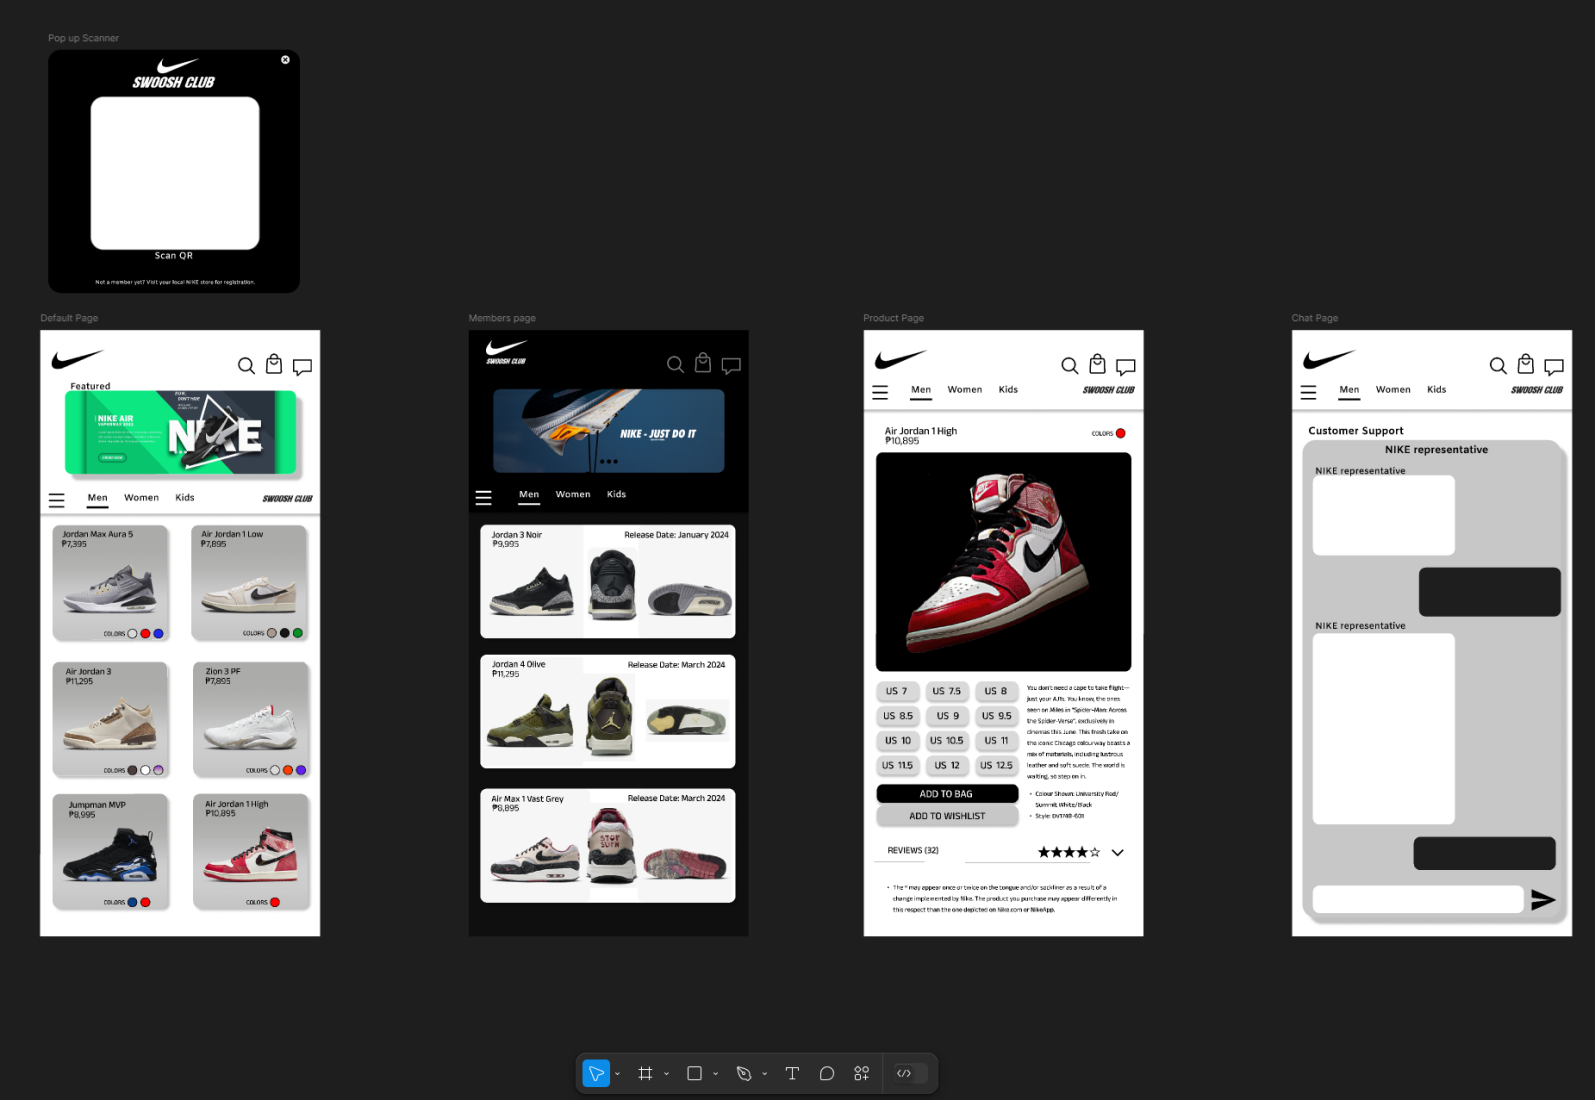 Pop up Scanner
SWOOSH CLUB
Scan QR
Not a member yet? Visit your local NIKE store for registration.
Default Page
Featured
NIKE AIR
NIKE
Men Women Kids SWOOSH CLUB
Jordan Max Aura 5
₱7,395
COLORS
Air Jordan 1 Low
₱7,895
COLORS
Air Jordan 3
₱11,295
COLORS
Zion 3 PF
₱7,895
COLORS
Jumpman MVP
₱8,995
COLORS
Air Jordan 1 High
₱10,895
COLORS
Members page
SWOOSH CLUB
NIKE - JUST DO IT
Men Women Kids
Jordan 3 Noir Release Date: January 2024
₱9,995
Jordan 4 Olive Release Date: March 2024
₱11,295
Air Max 1 Vast Grey Release Date: March 2024
₱8,895
Product Page
Men Women Kids SWOOSH CLUB
Air Jordan 1 High
₱10,895
COLORS
US 7 US 7.5 US 8
US 8.5 US 9 US 9.5
US 10 US 10.5 US 11
US 11.5 US 12 US 12.5
You don't need a cape to take flight—
just your AJ1s. You know, the ones
seen on Miles in "Spider-Man: Across
the Spider-Verse", exclusively in
cinemas this June. This fresh take on
the iconic Chicago colourway boasts a
mix of materials, including lustrous
leather and soft suede. The world is
waiting, so step on in.
• Colour Shown: University Red/
Summit White/Black
• Style: DV1748-601
ADD TO BAG
ADD TO WISHLIST
REVIEWS (32)
• The * may appear once or twice on the tongue and/or sockliner as a result of a
change implemented by Nike. The product you purchase may appear differently in
this respect than the one depicted on Nike.com or NikeApp.
Chat Page
Men Women Kids SWOOSH CLUB
Customer Support
NIKE representative
NIKE representative
NIKE representative